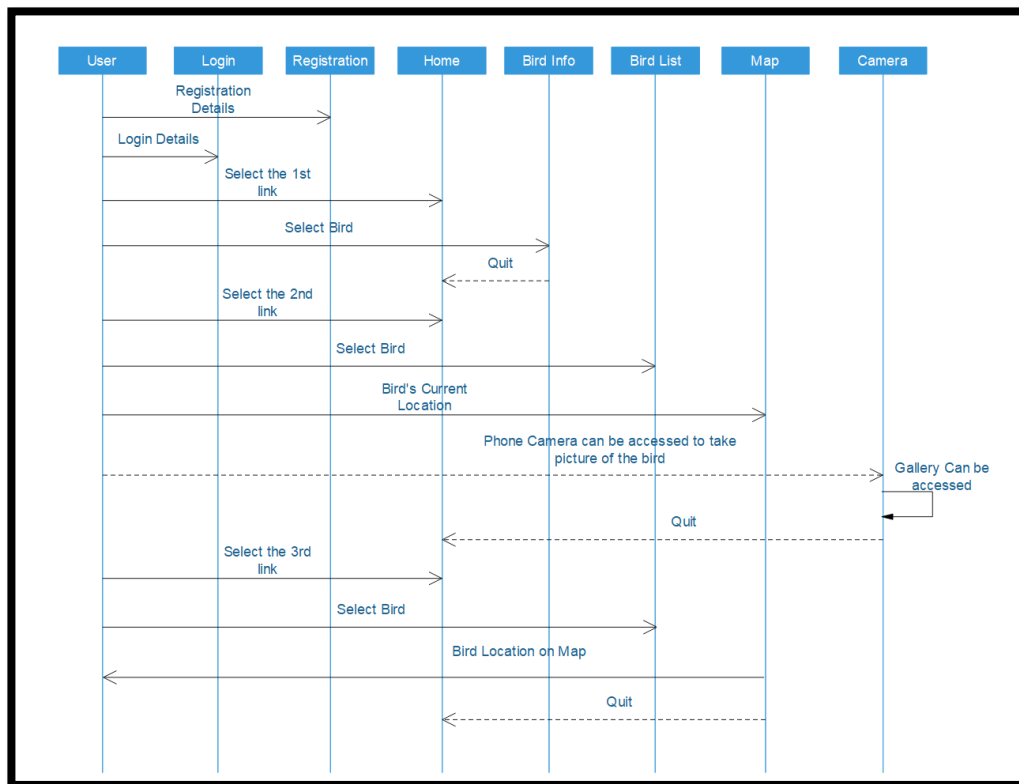 User
Login
Registration
Home
Bird Info
Bird List
Map
Camera
Registration
Details
Login Details
Select the 1st
link
Select Bird
Quit
Select the 2nd
link
Select Bird
Bird's Current
Location
Phone Camera can be accessed to take
picture of the bird
Gallery Can be
accessed
Quit
Select the 3rd
link
Select Bird
Bird Location on Map
Quit